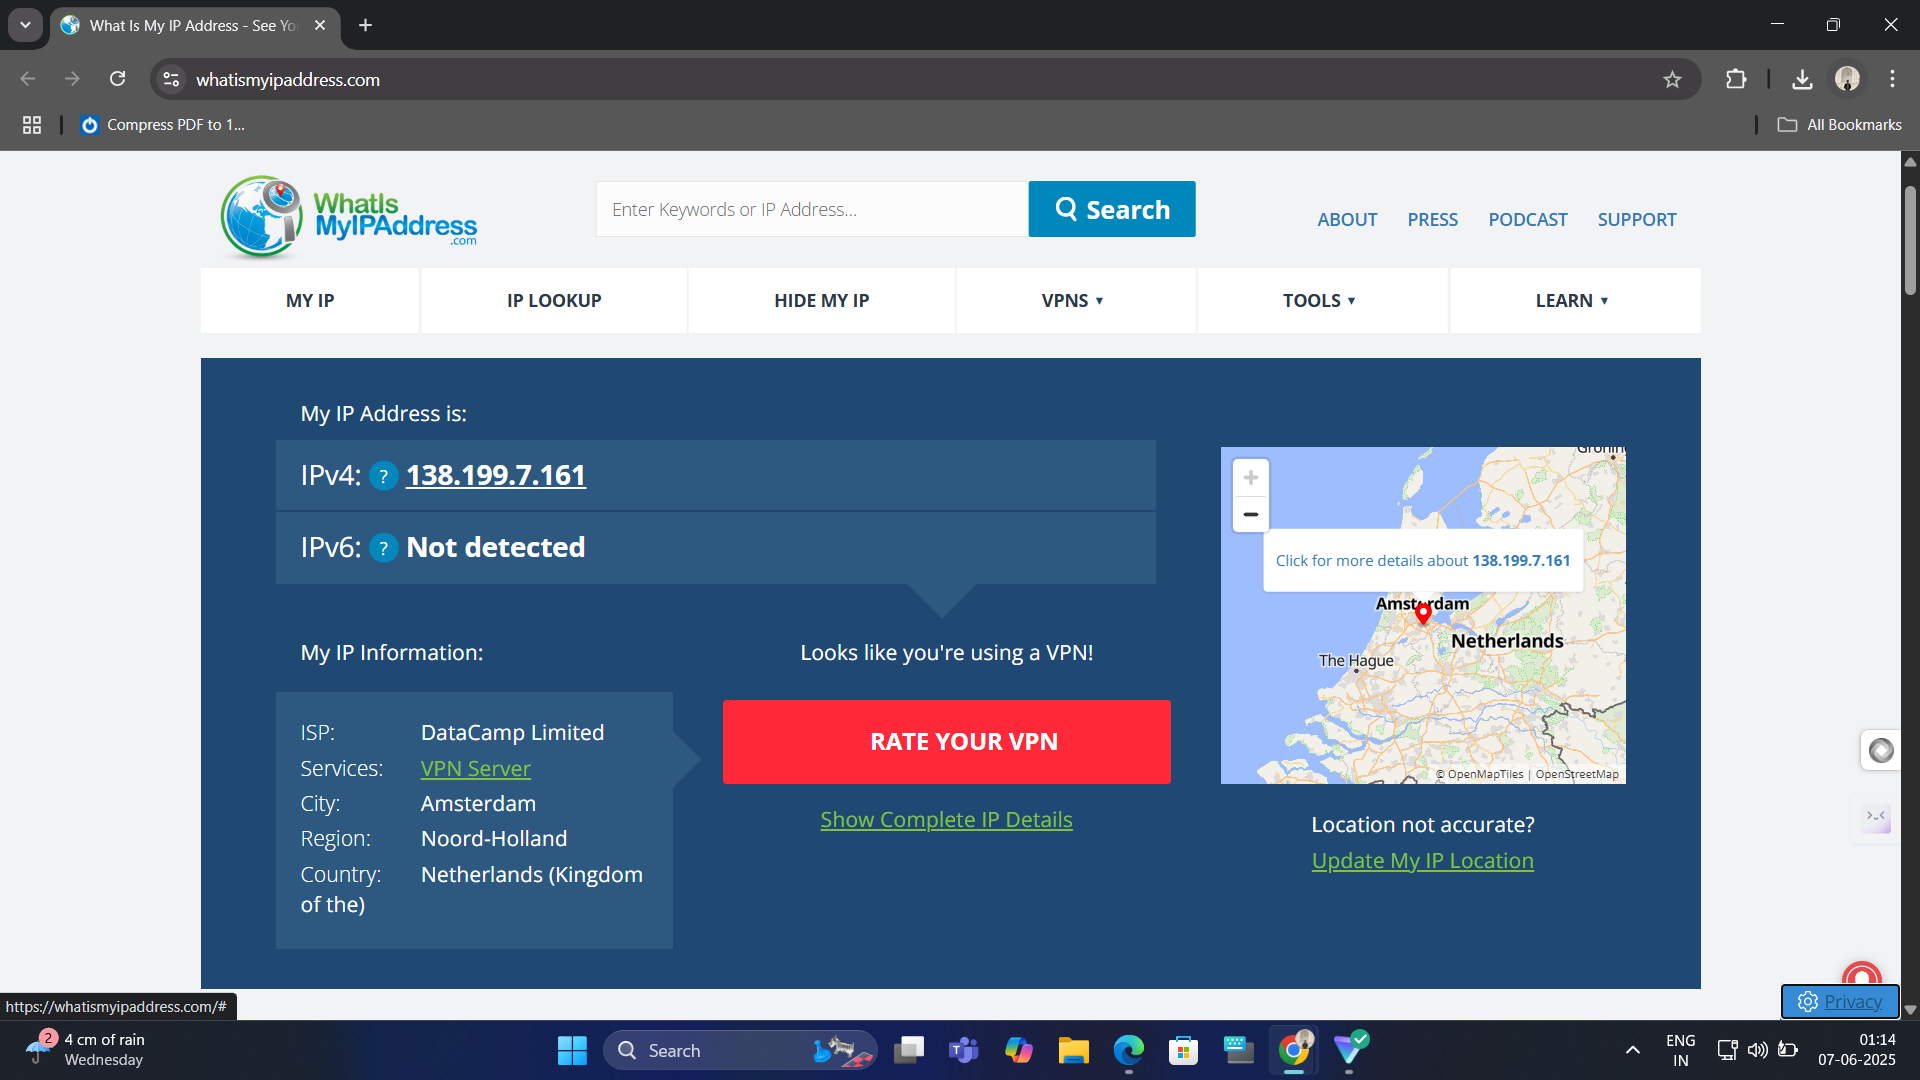 What Is My IP Address - See Yo
whatismyipaddress.com
Compress PDF to 1...
All Bookmarks
WhatIs
MyIPAddress
.com
Enter Keywords or IP Address...
Search
ABOUT PRESS PODCAST SUPPORT
MY IP IP LOOKUP HIDE MY IP VPNS ▼ TOOLS ▼ LEARN ▼
My IP Address is:
IPv4: ? 138.199.7.161
IPv6: ? Not detected
My IP Information:
ISP: DataCamp Limited
Services: VPN Server
City: Amsterdam
Region: Noord-Holland
Country: Netherlands (Kingdom
of the)
Looks like you're using a VPN!
RATE YOUR VPN
Show Complete IP Details
Gronin
+
−
Click for more details about 138.199.7.161
Amsterdam
Netherlands
The Hague
© OpenMapTiles | OpenStreetMap
Location not accurate?
Update My IP Location
Privacy
https://whatismyipaddress.com/#
2
4 cm of rain
Wednesday
Search
ENG
IN
01:14
07-06-2025